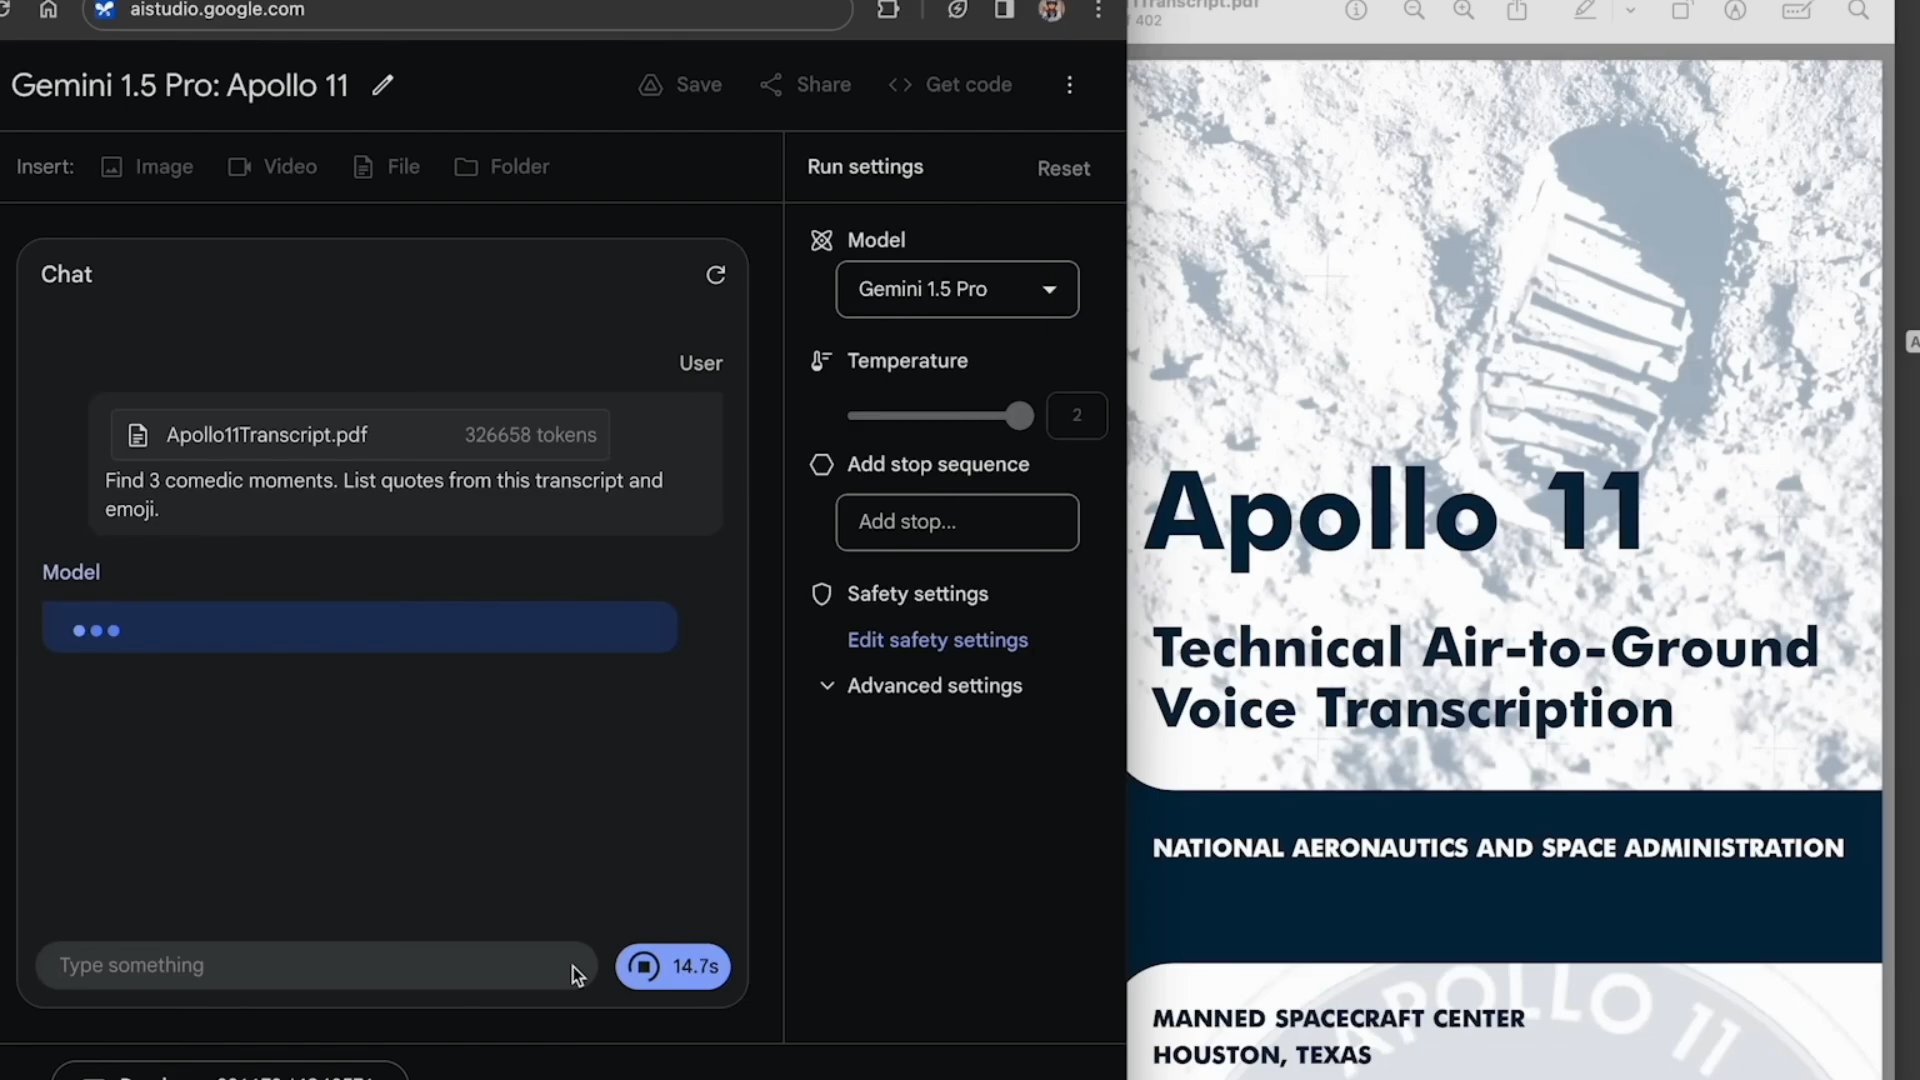 aistudio.google.com
Gemini 1.5 Pro: Apollo 11
Save
Share
Get code
Insert:
Image
Video
File
Folder
Chat
User
Apollo11Transcript.pdf
326658 tokens
Find 3 comedic moments. List quotes from this transcript and
emoji.
Model
Type something
14.7s
Run settings
Reset
Model
Gemini 1.5 Pro
Temperature
2
Add stop sequence
Add stop...
Safety settings
Edit safety settings
Advanced settings
402
Apollo 11
Technical Air-to-Ground
Voice Transcription
NATIONAL AERONAUTICS AND SPACE ADMINISTRATION
MANNED SPACECRAFT CENTER
HOUSTON, TEXAS
APOLLO 11